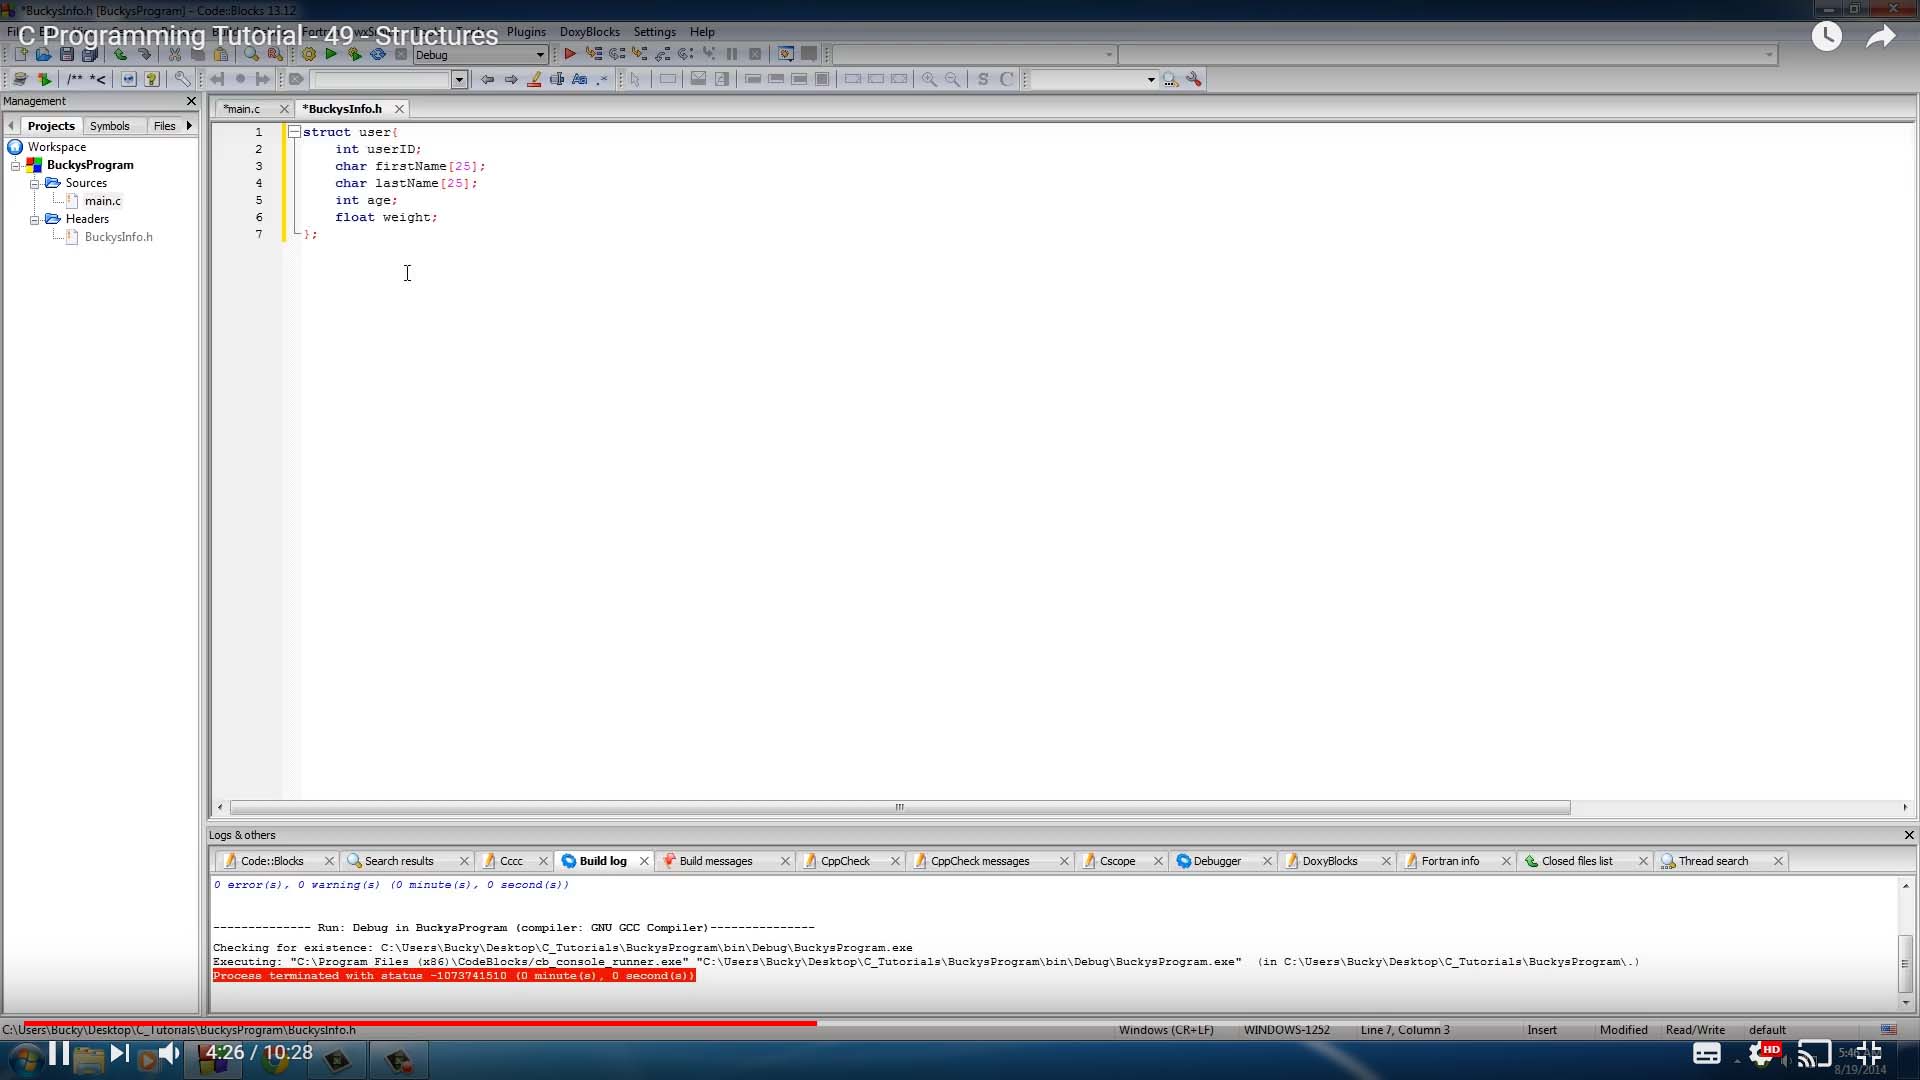 *BuckysInfo.h [BuckysProgram] - Code::Blocks 13.12
C Programming Tutorial - 49 - Structures
Plugins DoxyBlocks Settings Help
Debug
/** *<
Management
Projects Symbols Files
*main.c *BuckysInfo.h
Workspace
BuckysProgram
Sources
main.c
Headers
BuckysInfo.h
1 struct user{
2 int userID;
3 char firstName[25];
4 char lastName[25];
5 int age;
6 float weight;
7 };
Logs & others
Code::Blocks Search results Cccc Build log Build messages CppCheck CppCheck messages Cscope Debugger DoxyBlocks Fortran info Closed files list Thread search
0 error(s), 0 warning(s) (0 minute(s), 0 second(s))
-------------- Run: Debug in BuckysProgram (compiler: GNU GCC Compiler)---------------
Checking for existence: C:\Users\Bucky\Desktop\C_Tutorials\BuckysProgram\bin\Debug\BuckysProgram.exe
Executing: "C:\Program Files (x86)\CodeBlocks/cb_console_runner.exe" "C:\Users\Bucky\Desktop\C_Tutorials\BuckysProgram\bin\Debug\BuckysProgram.exe"  (in C:\Users\Bucky\Desktop\C_Tutorials\BuckysProgram\.)
Process terminated with status -1073741510 (0 minute(s), 0 second(s))
C:\Users\Bucky\Desktop\C_Tutorials\BuckysProgram\BuckysInfo.h Windows (CR+LF) WINDOWS-1252 Line 7, Column 3 Insert Modified Read/Write default
4:26 / 10:28 HD
8/19/2014